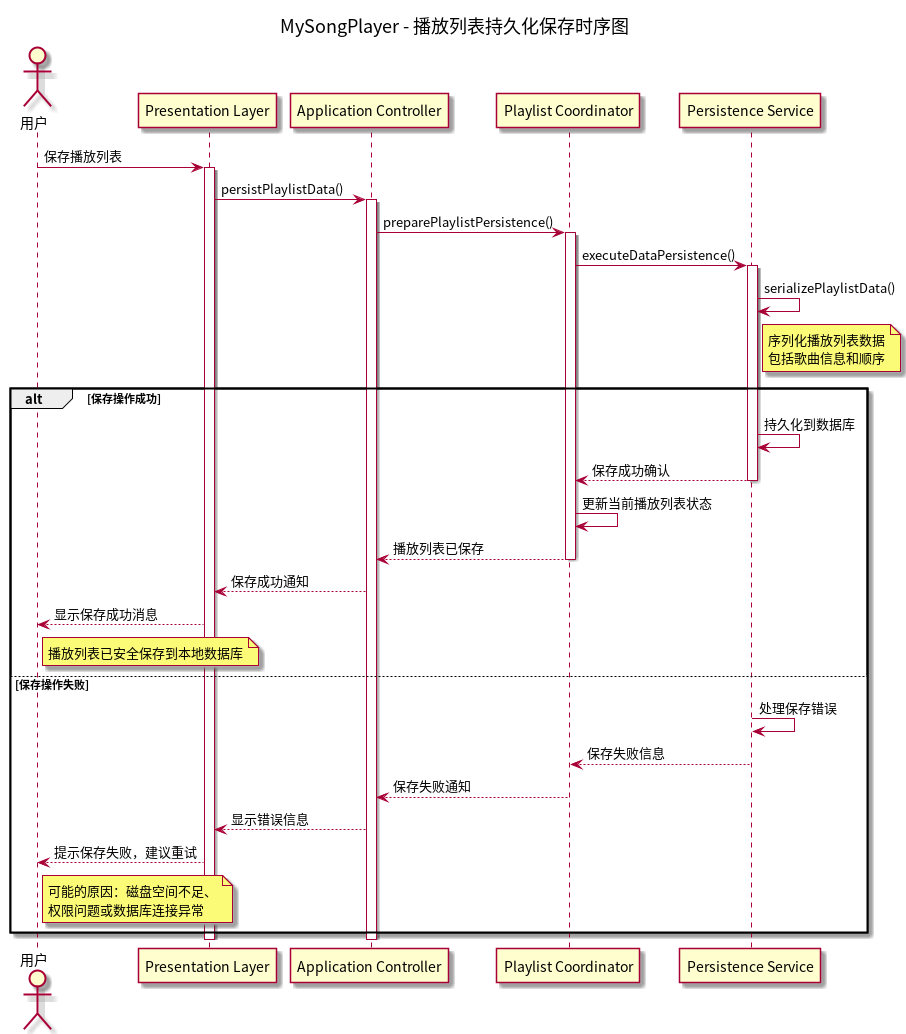 MySongPlayer - 播放列表持久化保存时序图
用户
Presentation Layer
Application Controller
Playlist Coordinator
Persistence Service
保存播放列表
persistPlaylistData()
preparePlaylistPersistence()
executeDataPersistence()
serializePlaylistData()
序列化播放列表数据
包括歌曲信息和顺序
alt
[保存操作成功]
持久化到数据库
保存成功确认
更新当前播放列表状态
播放列表已保存
保存成功通知
显示保存成功消息
播放列表已安全保存到本地数据库
[保存操作失败]
处理保存错误
保存失败信息
保存失败通知
显示错误信息
提示保存失败，建议重试
可能的原因：磁盘空间不足、
权限问题或数据库连接异常
用户
Presentation Layer
Application Controller
Playlist Coordinator
Persistence Service